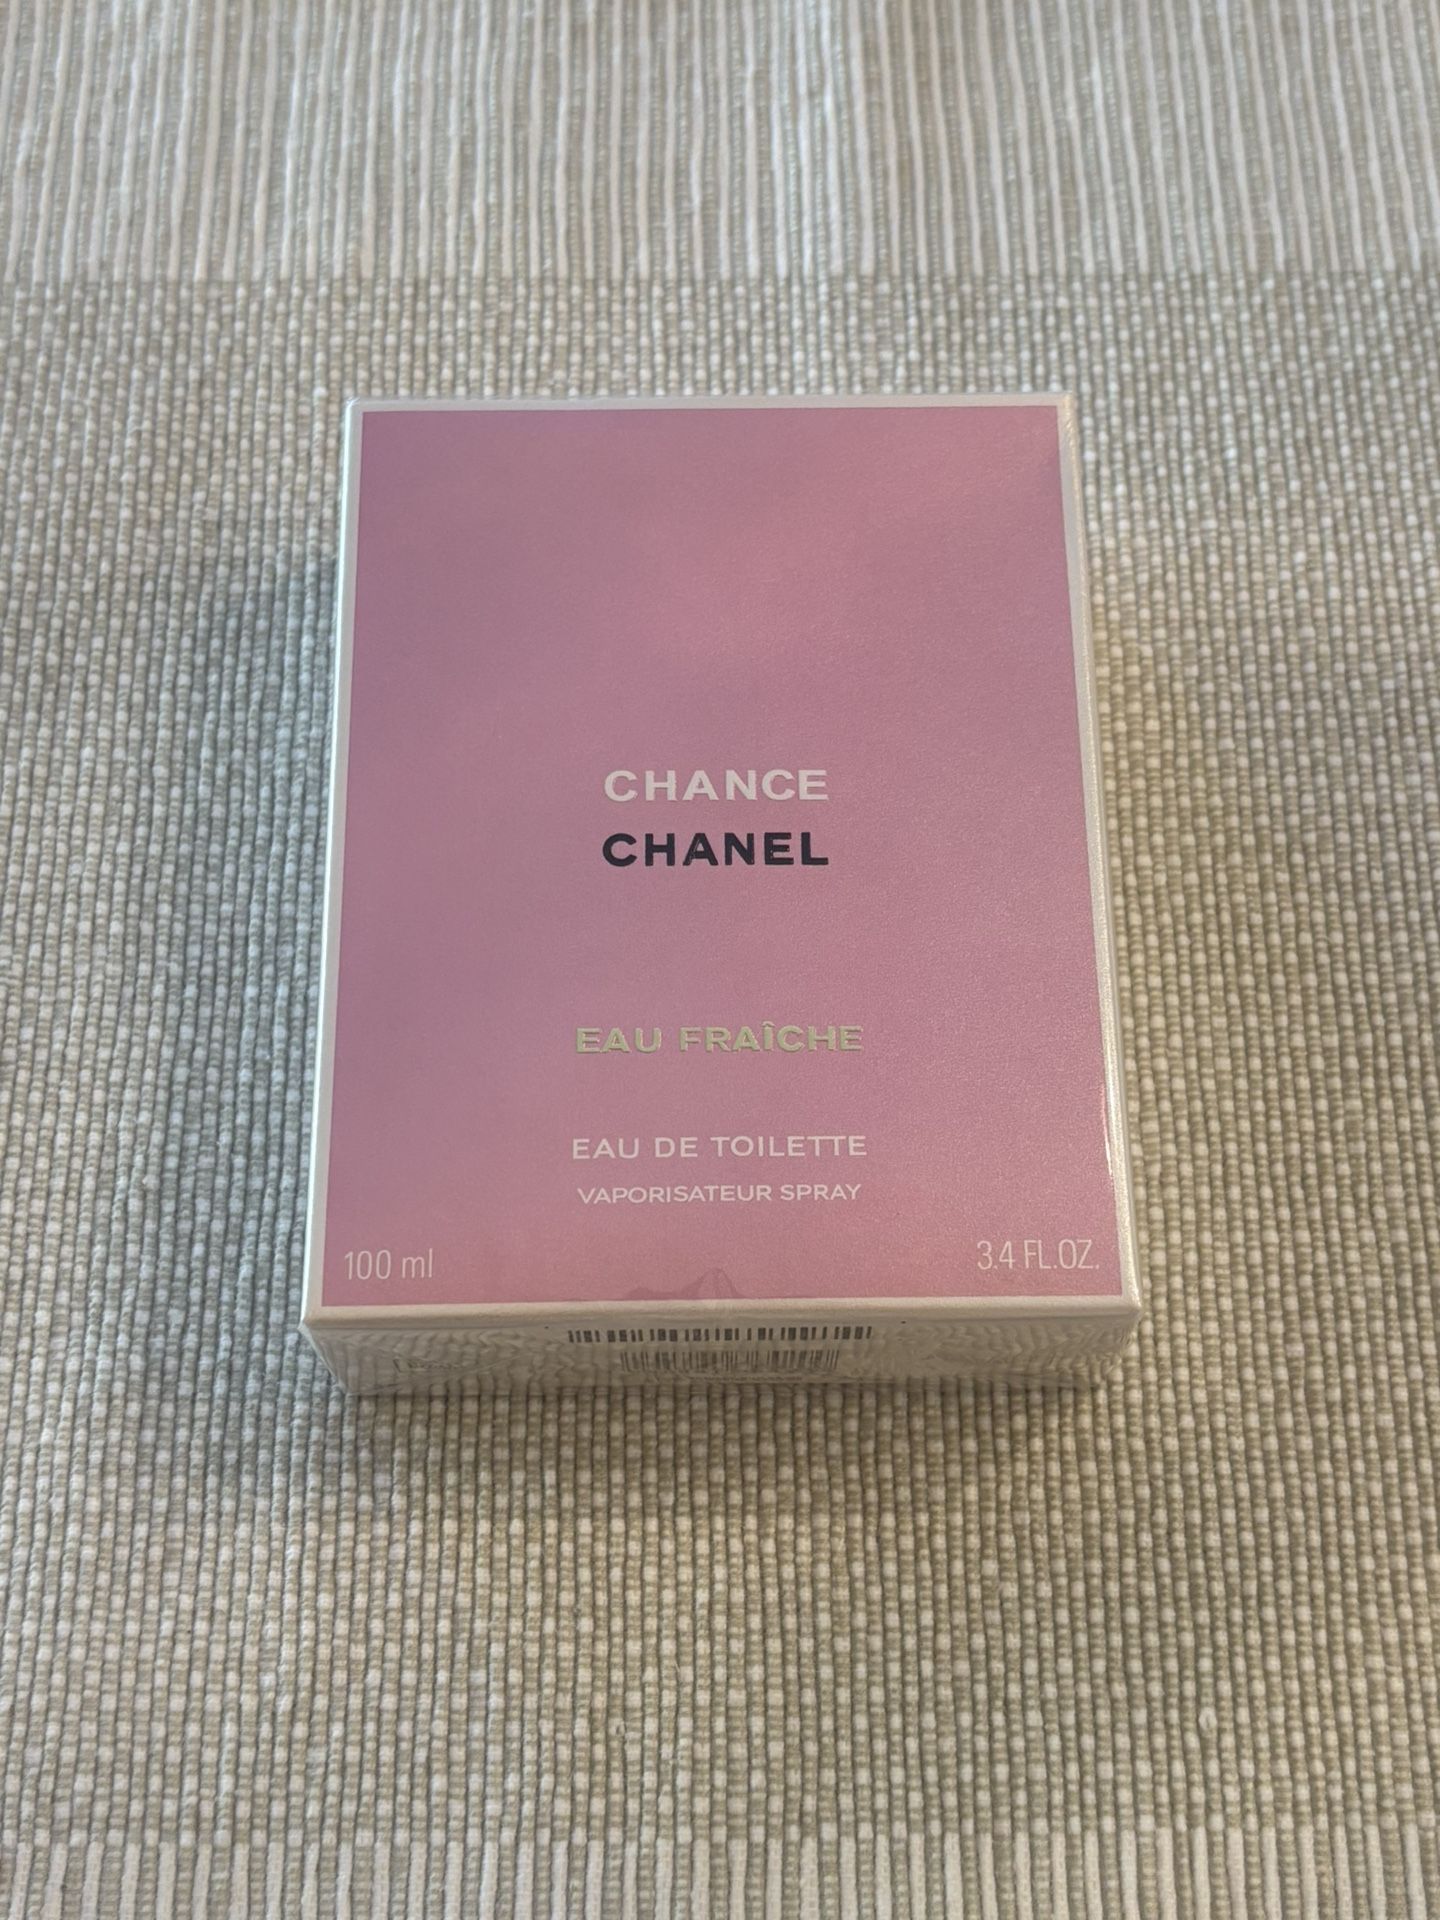 CHANCE
CHANEL
EAU FRAÎCHE
EAU DE TOILETTE
VAPORISATEUR SPRAY
100 ml
3.4 FL.OZ.